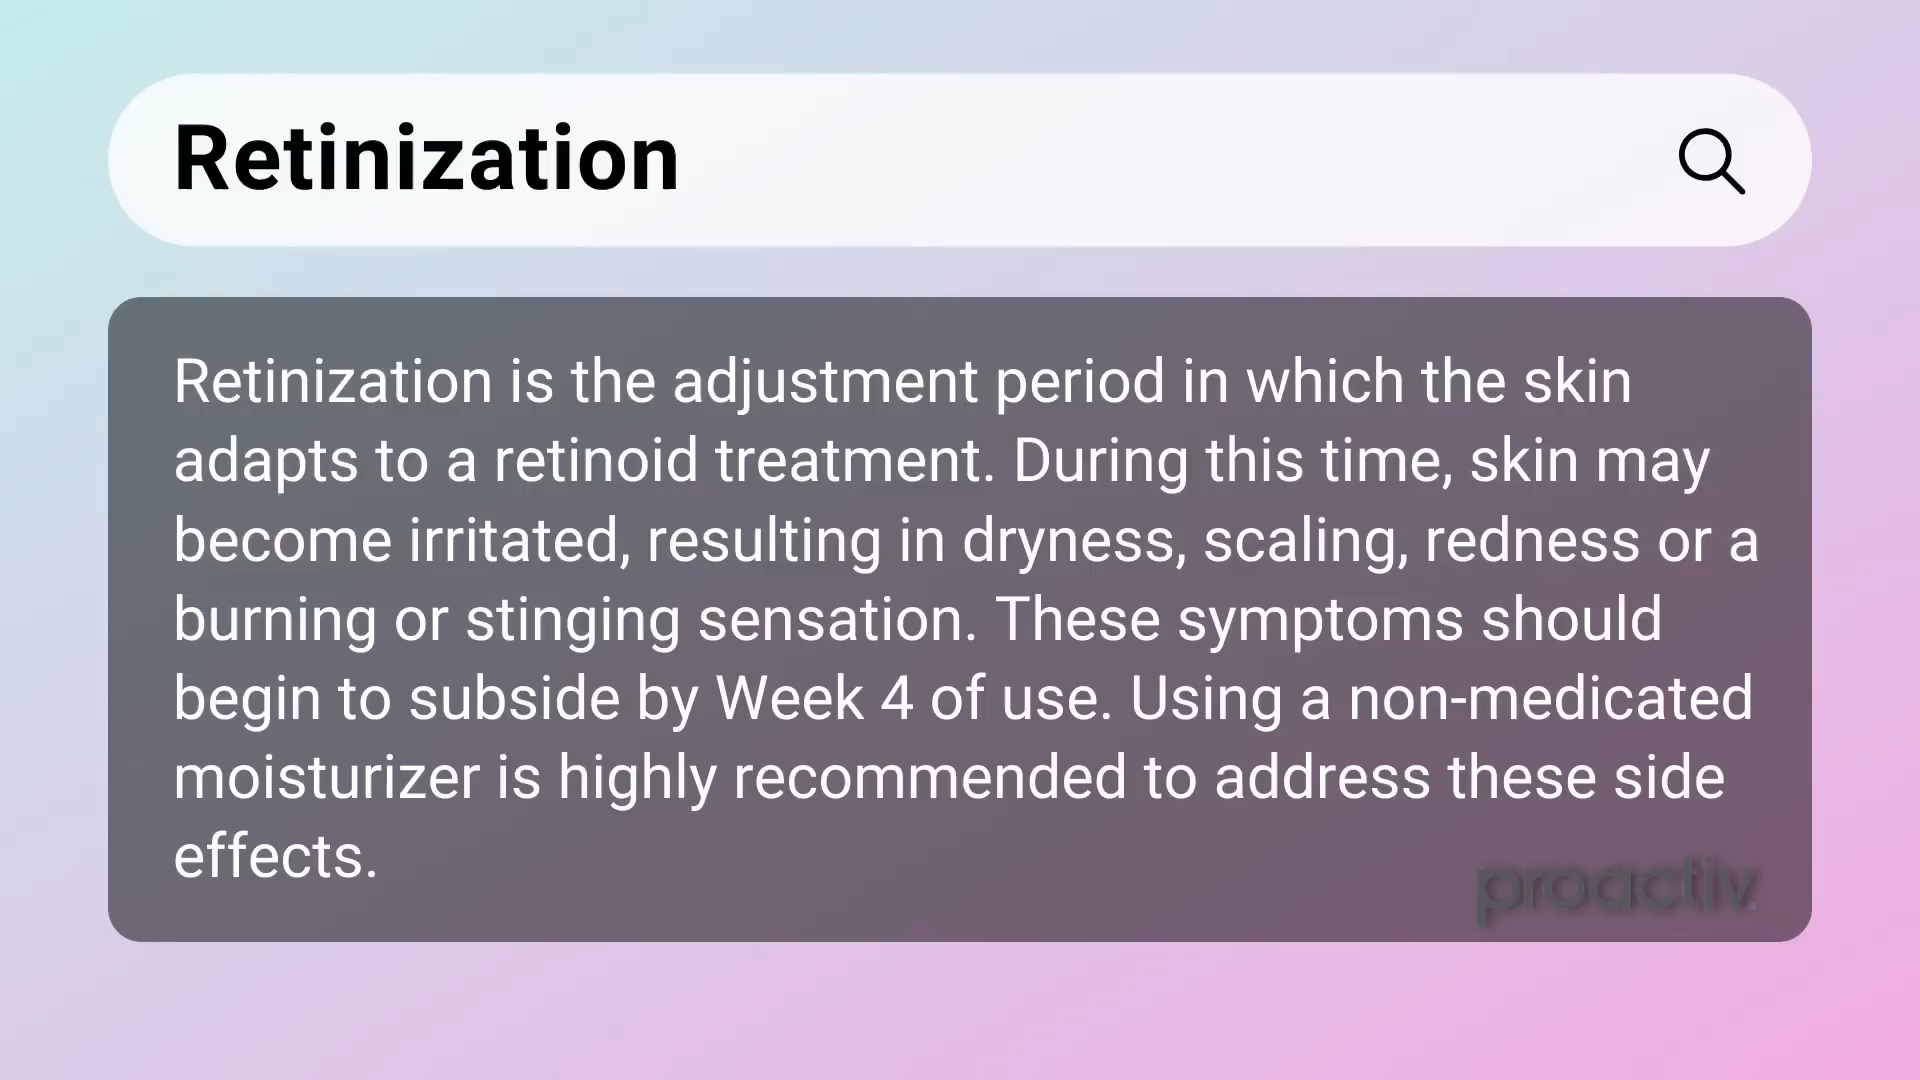 Retinization
Retinization is the adjustment period in which the skin
adapts to a retinoid treatment. During this time, skin may
become irritated, resulting in dryness, scaling, redness or a
burning or stinging sensation. These symptoms should
begin to subside by Week 4 of use. Using a non-medicated
moisturizer is highly recommended to address these side
effects.
proactiv.